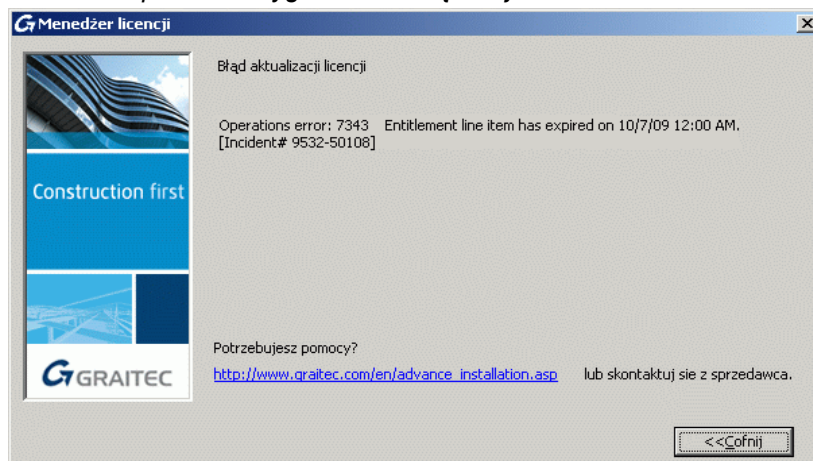 Menedżer licencji
Błąd aktualizacji licencji
Operations error: 7343 Entitlement line item has expired on 10/7/09 12:00 AM.
[Incident# 9532-50108]
Construction first
Potrzebujesz pomocy?
GRAITEC
http://www.graitec.com/en/advance_installation.asp lub skontaktuj sie z sprzedawca.
<<Cofnij